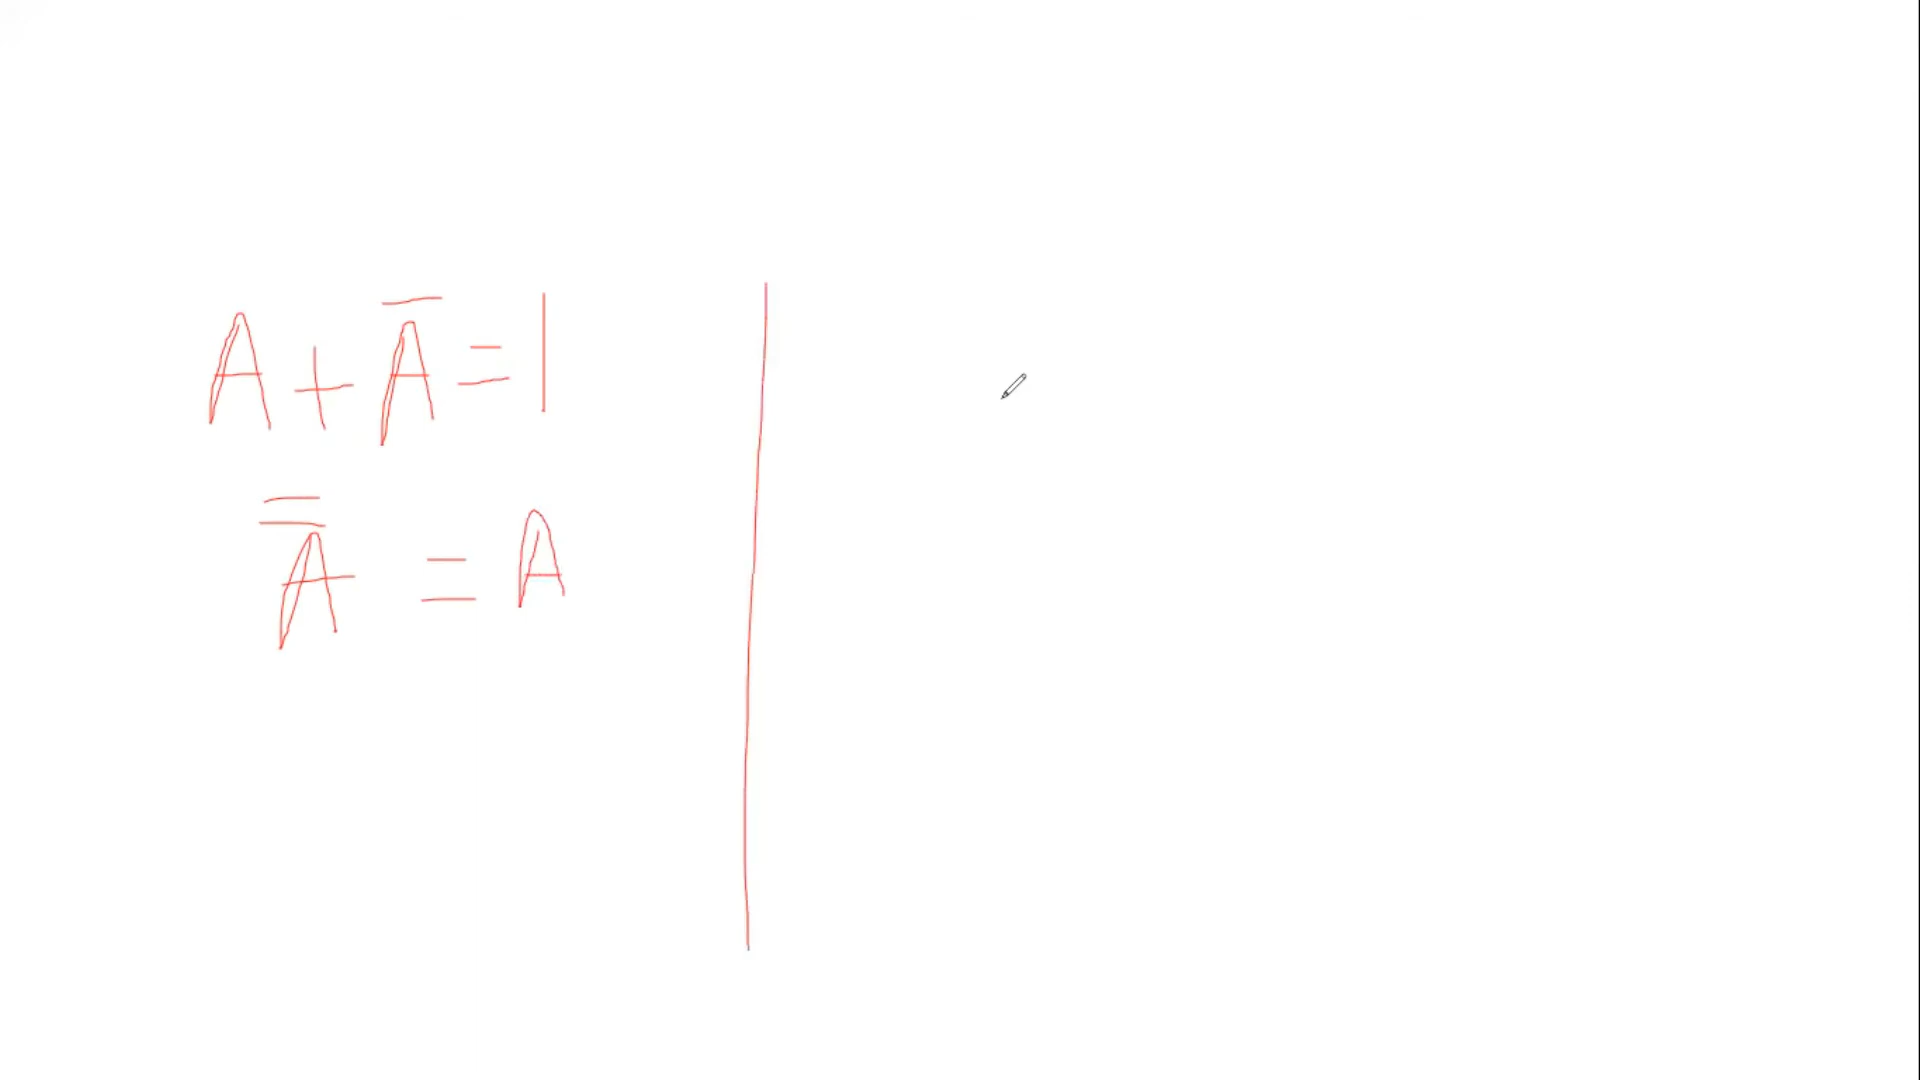 A + A̅ = 1
A̿ = A